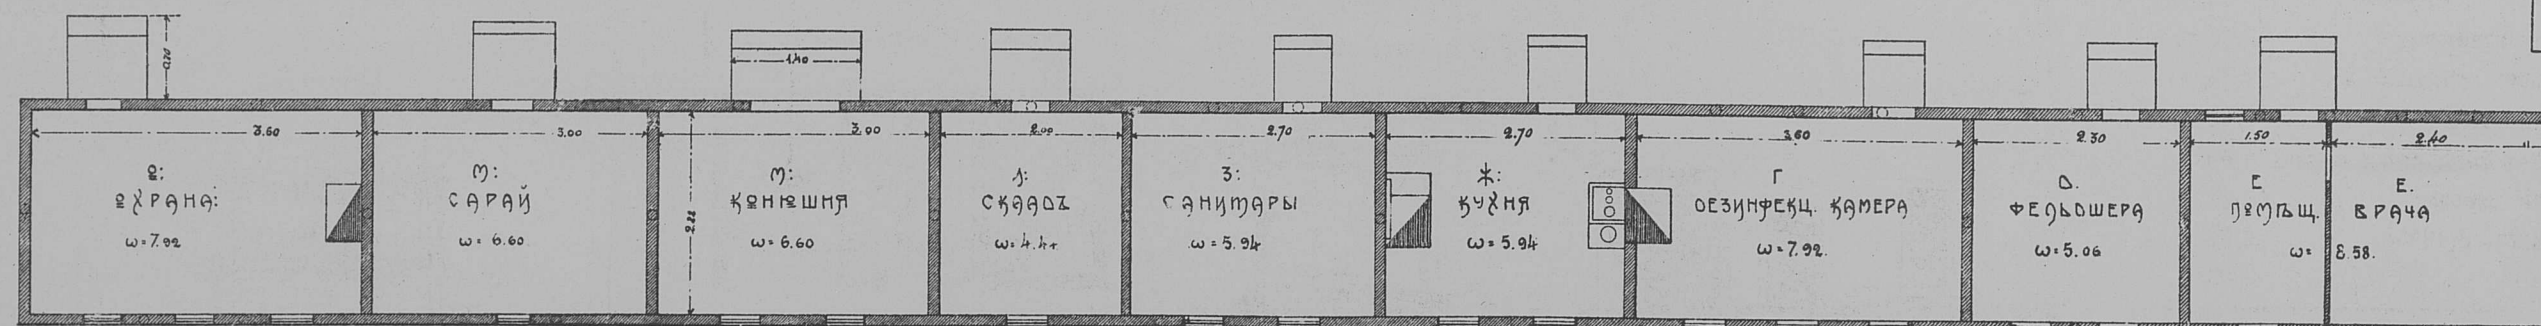 0.70
1.40
3.60
3.00
3.00
2.00
2.70
2.70
3.60
2.30
1.50
2.40
2.22
О:
ОХРАНА:
ω=7.92
М:
САРАЙ
ω=6.60
М:
КОНЮШНЯ
ω=6.60
Л:
СКЛАДЪ
ω=4.4
З:
САНИТАРЫ
ω=5.94
Ж:
КУХНЯ
ω=5.94
Г
ДЕЗИНФЕКЦ. КАМЕРА
ω=7.92.
D.
ФЕЛЬДШЕРА
ω=5.06
Е
ПОМѢЩ.
Е.
ВРАЧА
ω= 8.58.